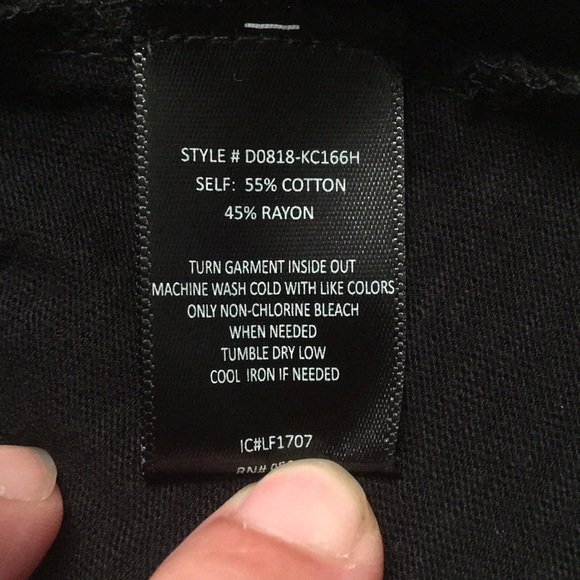 STYLE # D0818-KC166H
SELF: 55% COTTON
45% RAYON
TURN GARMENT INSIDE OUT
MACHINE WASH COLD WITH LIKE COLORS
ONLY NON-CHLORINE BLEACH
WHEN NEEDED
TUMBLE DRY LOW
COOL IRON IF NEEDED
IC#LF1707
RN#